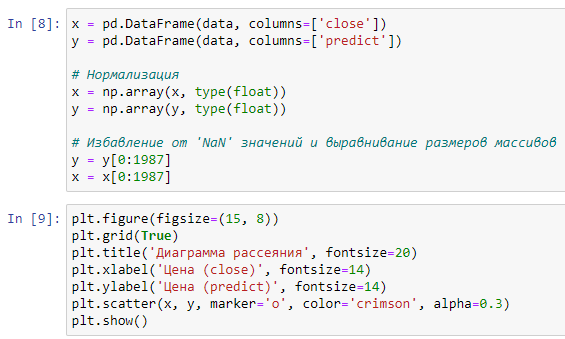 In [8]: x = pd.DataFrame(data, columns=['close'])
y = pd.DataFrame(data, columns=['predict'])
# Нормализация
x = np.array(x, type(float))
y = np.array(y, type(float))
# Избавление от 'NaN' значений и выравнивание размеров массивов
y = y[0:1987]
x = x[0:1987]
In [9]: plt.figure(figsize=(15, 8))
plt.grid(True)
plt.title('Диаграмма рассеяния', fontsize=20)
plt.xlabel('Цена (close)', fontsize=14)
plt.ylabel('Цена (predict)', fontsize=14)
plt.scatter(x, y, marker='o', color='crimson', alpha=0.3)
plt.show()